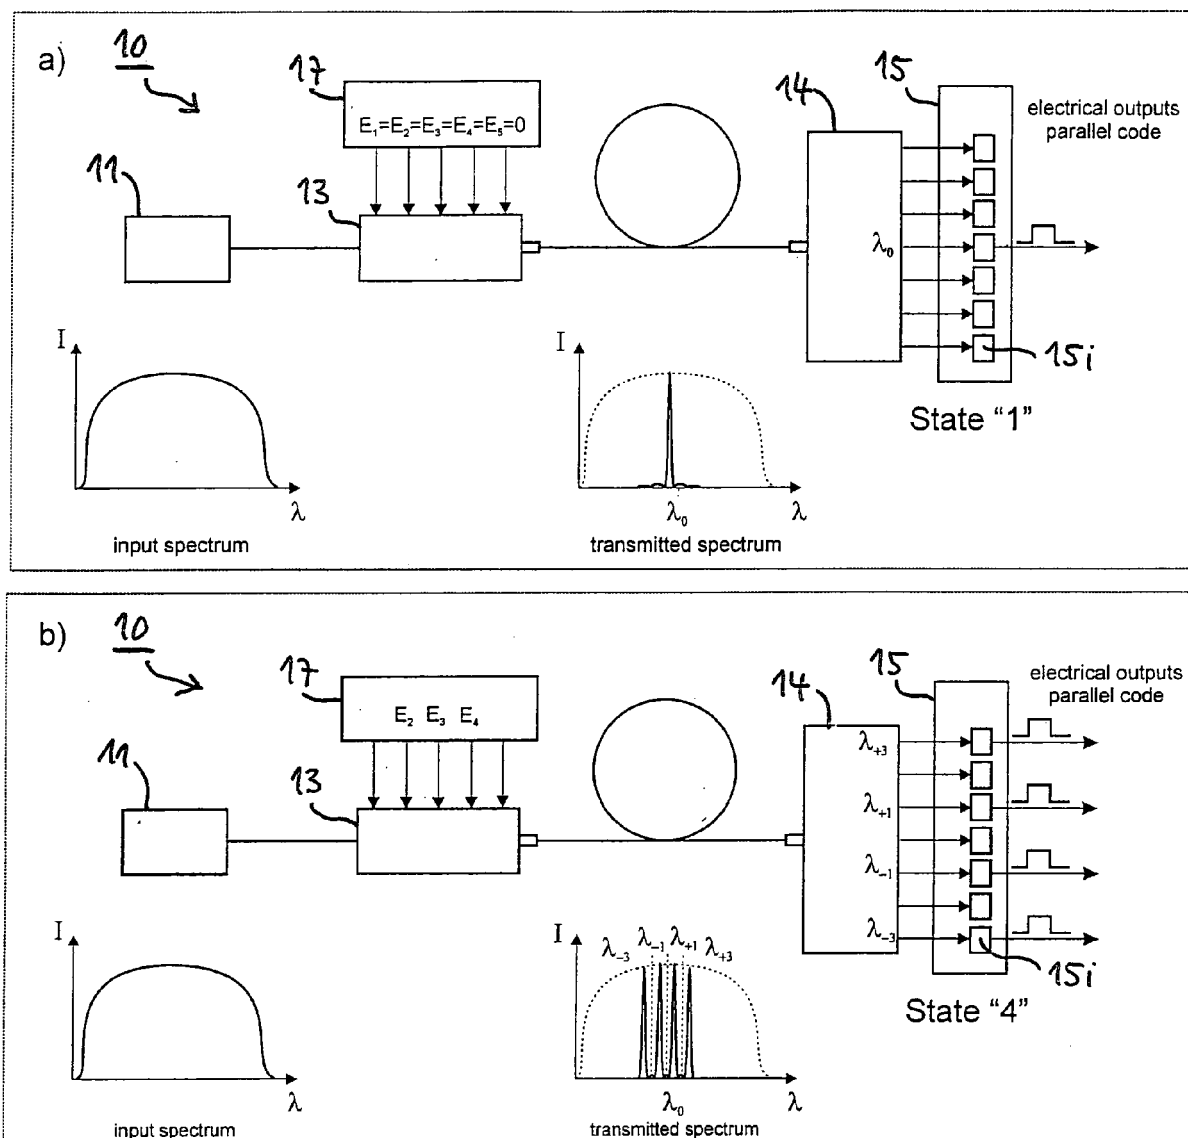 a)
10
17
14
15
electrical outputs
parallel code
E₁=E₂=E₃=E₄=E₅=0
11
13
λ₀
15i
State “1”
I
λ
input spectrum
I
λ₀
λ
transmitted spectrum
b)
10
17
14
15
electrical outputs
parallel code
E₂ E₃ E₄
11
13
λ₊₃
λ₊₁
λ₋₁
λ₋₃
15i
State “4”
I
λ
input spectrum
I
λ₋₃ λ₋₁ λ₊₁ λ₊₃
λ₀
λ
transmitted spectrum